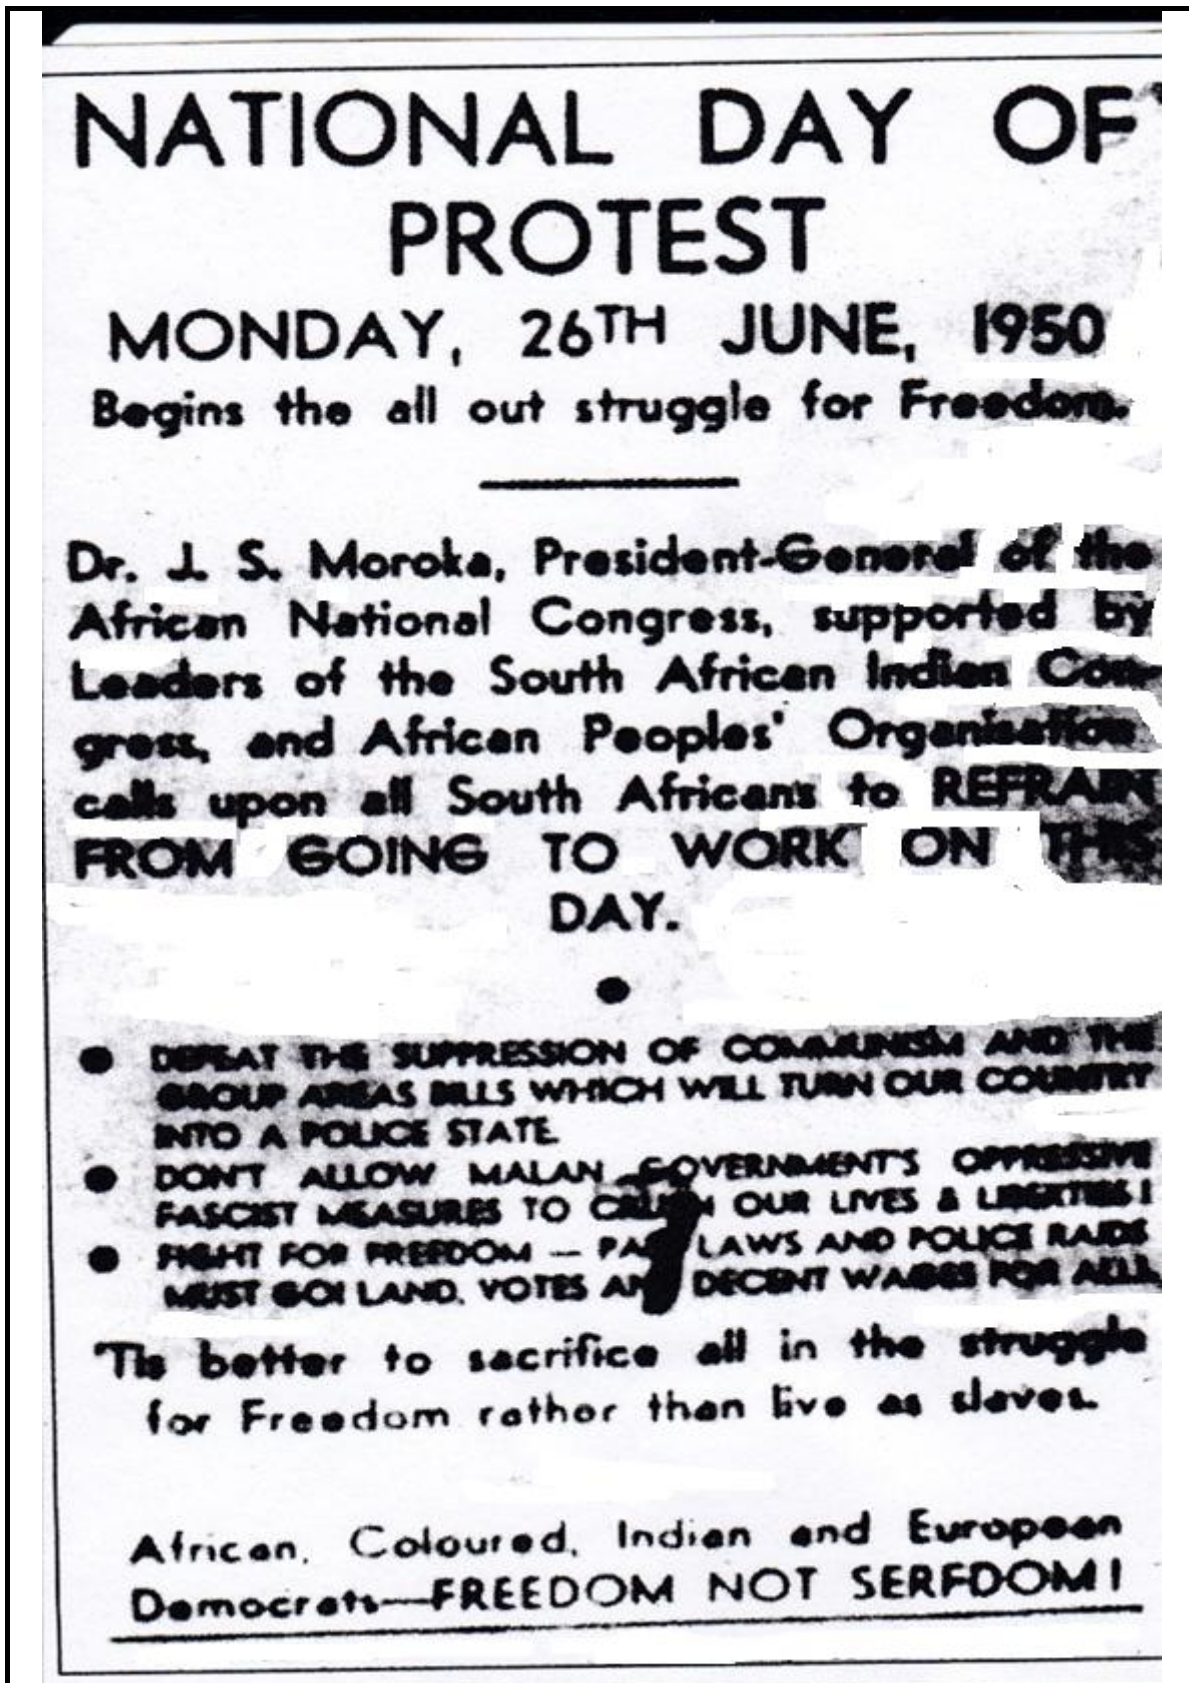 NATIONAL DAY OF
PROTEST
MONDAY, 26TH JUNE, 1950
Begins the all out struggle for Freedom.
Dr. J. S. Moroka, President-General of the
African National Congress, supported by
Leaders of the South African Indian Con-
gress, and African Peoples' Organisation
calls upon all South Africans to REFRAIN
FROM GOING TO WORK ON THIS
DAY.
● DEFEAT THE SUPPRESSION OF COMMUNISM AND THE
GROUP AREAS BILLS WHICH WILL TURN OUR COUNTRY
INTO A POLICE STATE.
● DON'T ALLOW MALAN GOVERNMENT'S OPPRESSIVE
FASCIST MEASURES TO CRUSH OUR LIVES & LIBERTIES!
● FIGHT FOR FREEDOM — PASS LAWS AND POLICE RAIDS
MUST GO! LAND, VOTES AND DECENT WAGES FOR ALL.
'Tis better to sacrifice all in the struggle
for Freedom rather than live as slaves.
African, Coloured, Indian and European
Democrats—FREEDOM NOT SERFDOM!